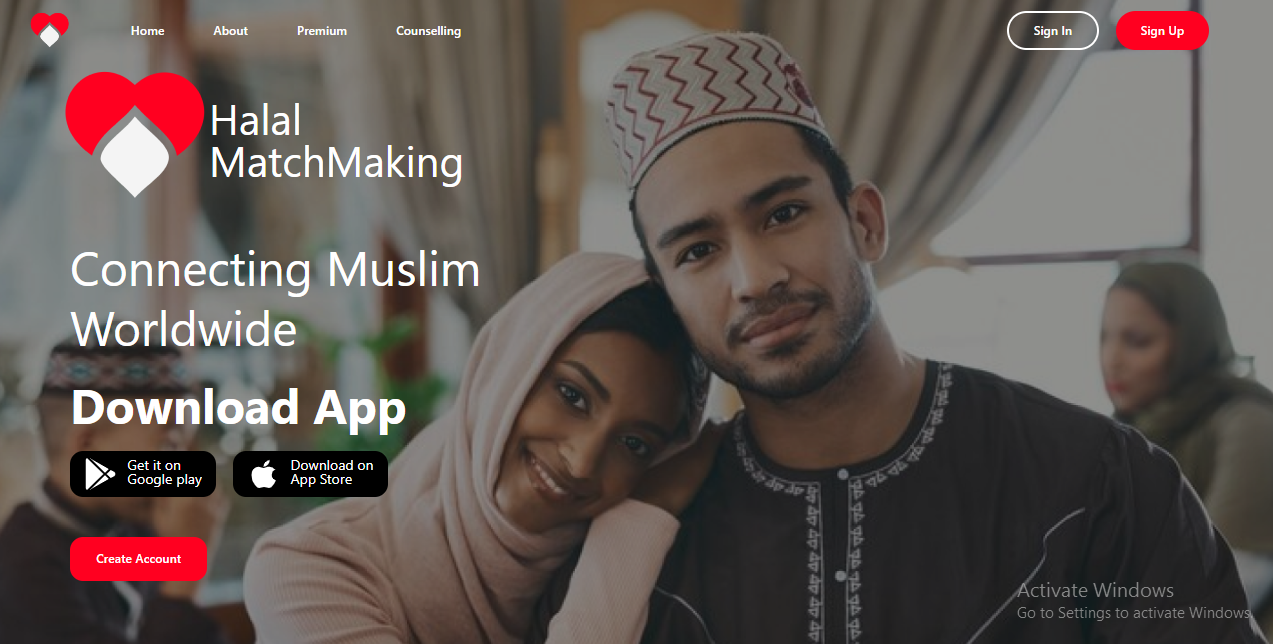 Home About Premium Counselling Sign In Sign Up
Halal
MatchMaking
Connecting Muslim
Worldwide
Download App
Get it on
Google play
Download on
App Store
Create Account
Activate Windows
Go to Settings to activate Windows.